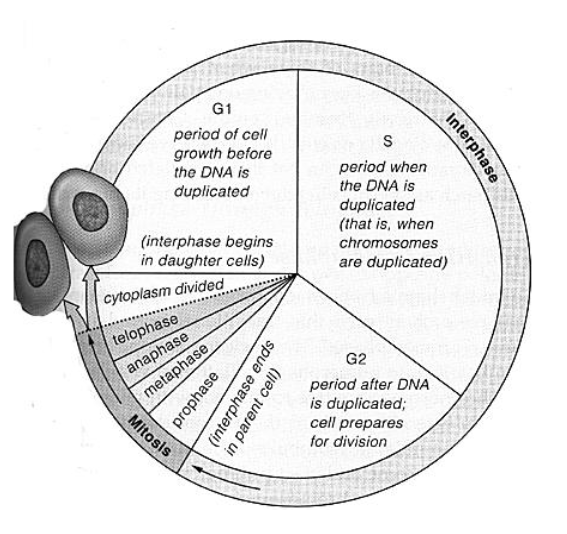 G1
period of cell
growth before
the DNA is
duplicated
(interphase begins
in daughter cells)
S
period when
the DNA is
duplicated
(that is, when
chromosomes
are duplicated)
Interphase
G2
period after DNA
is duplicated;
cell prepares
for division
cytoplasm divided
telophase
anaphase
metaphase
prophase
(interphase ends
in parent cell)
Mitosis